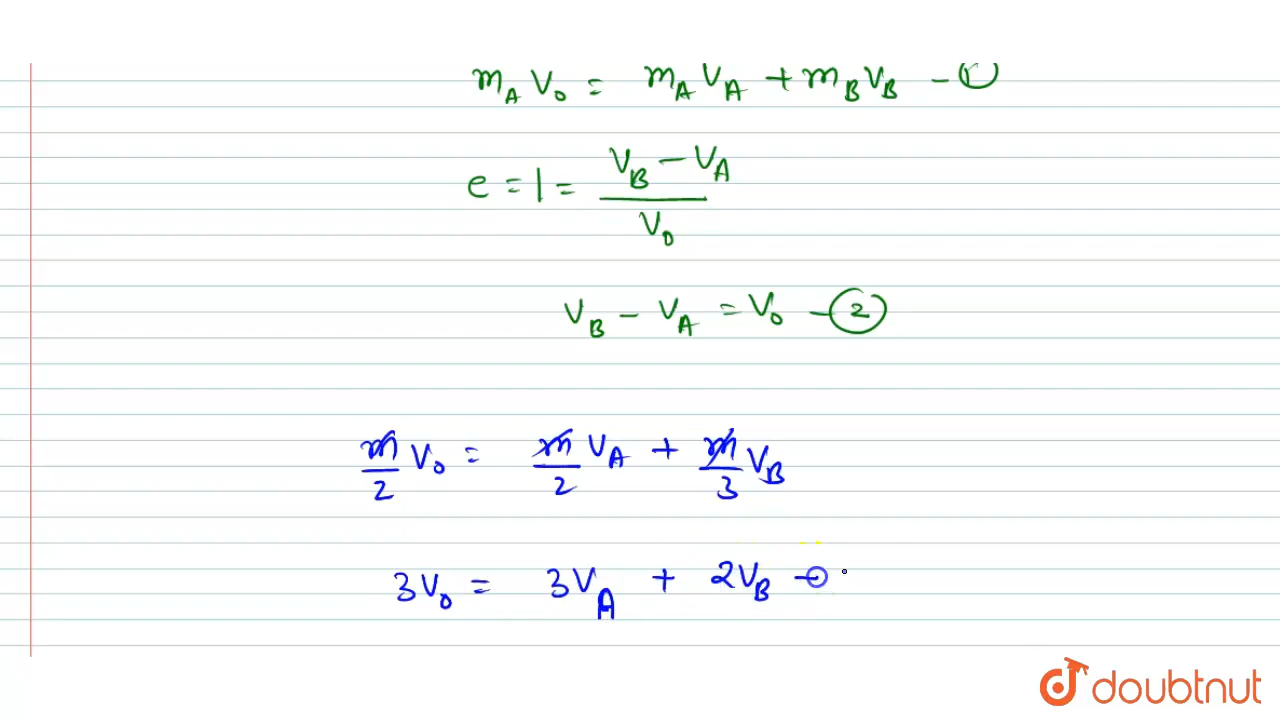 m_A V_0 = m_A V_A + m_B V_B - ①
e = 1 = (V_B - V_A) / V_0
V_B - V_A = V_0 - ②
m/2 V_0 = m/2 V_A + m/3 V_B
3V_0 = 3V_A + 2V_B -
doubtnut